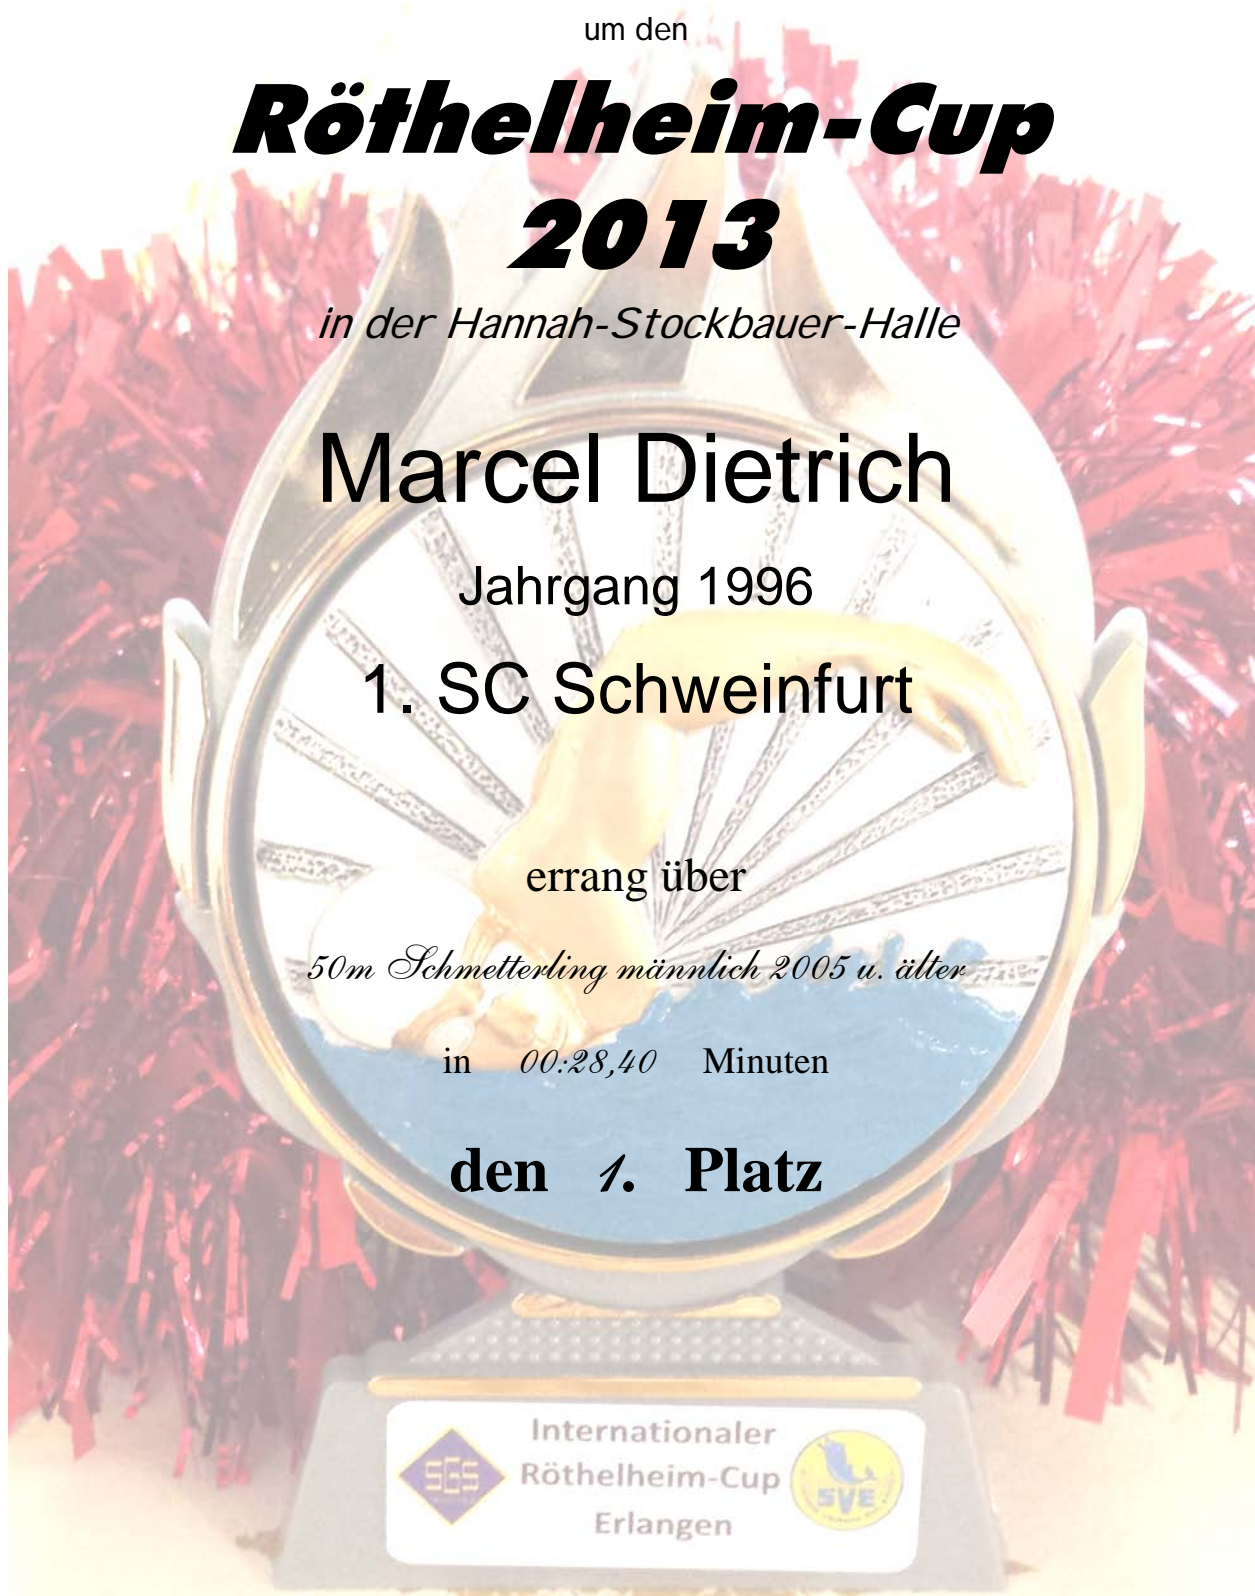 um den
Röthelheim-Cup
2013
in der Hannah-Stockbauer-Halle
Marcel Dietrich
Jahrgang 1996
1. SC Schweinfurt
errang über
50m Schmetterling männlich 2005 u. älter
in 00:28,40 Minuten
den 1. Platz
Internationaler
SGS Röthelheim-Cup SVE
Erlangen